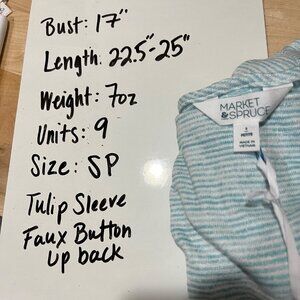 Bust: 17"
Length: 22.5"-25"
Weight: 7oz
Units: 9
Size: SP
Tulip Sleeve
Faux Button
up back
MARKET
&SPRUCE
PETITE
MADE IN
VIETNAM